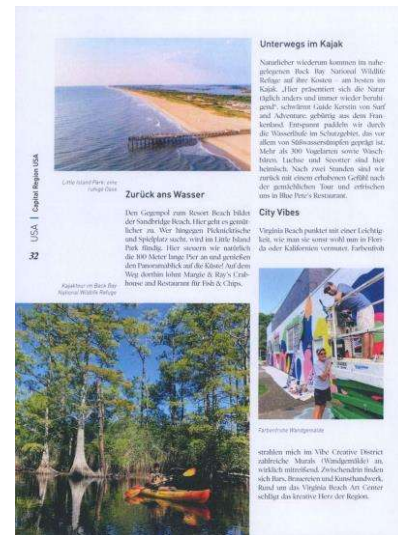 Unterwegs im Kajak
Naturlieber wiederum kommen im nahe-
gelegenen Back Bay National Wildlife
Refuge auf ihre Kosten – am besten im
Kajak. „Hier präsentiert sich die Natur
täglich anders und immer wieder beruhi-
gend“, schwärmt Guide Kerstin von Surf
and Adventure, gebürtig aus dem Fran-
kenland. Entspannt paddeln wir durch
die Wasserläufe im Schutzgebiet, das vor
allem von Süßwassersümpfen geprägt ist.
Mehr als 300 Vogelarten sowie Wasch-
bären, Luchse und Seeotter sind hier
heimisch. Nach zwei Stunden sind wir
zurück mit einem erhabenen Gefühl nach
der gemächlichen Tour und erfrischen
uns in Blue Pete's Restaurant.
Little Island Park: eine
ruhige Oase
Zurück ans Wasser
Den Gegenpol zum Resort Beach bildet
der Sandbridge Beach. Hier geht es gemüt-
licher zu. Wer hingegen Picknicktische
und Spielplatz sucht, wird im Little Island
Park fündig. Hier steuern wir natürlich
die 100 Meter lange Pier an und genießen
den Panoramablick auf die Küste! Auf dem
Weg dorthin lohnt Margie & Ray's Crab-
house and Restaurant für Fish & Chips.
USA | Capital Region USA
32
Kajaktour im Back Bay
National Wildlife Refuge
City Vibes
Virginia Beach punktet mit einer Leichtig-
keit, wie man sie sonst wohl nun in Flori-
da oder Kalifornien vermutet. Farbenfroh
Farbenfrohe Wandgemälde
strahlen mich im Vibe Creative District
zahlreiche Murals (Wandgemälde) an,
wirklich mitreißend. Zwischendrin finden
sich Bars, Brauereien und Kunsthandwerk.
Rund um das Virginia Beach Art Center
schlägt das kreative Herz der Region.